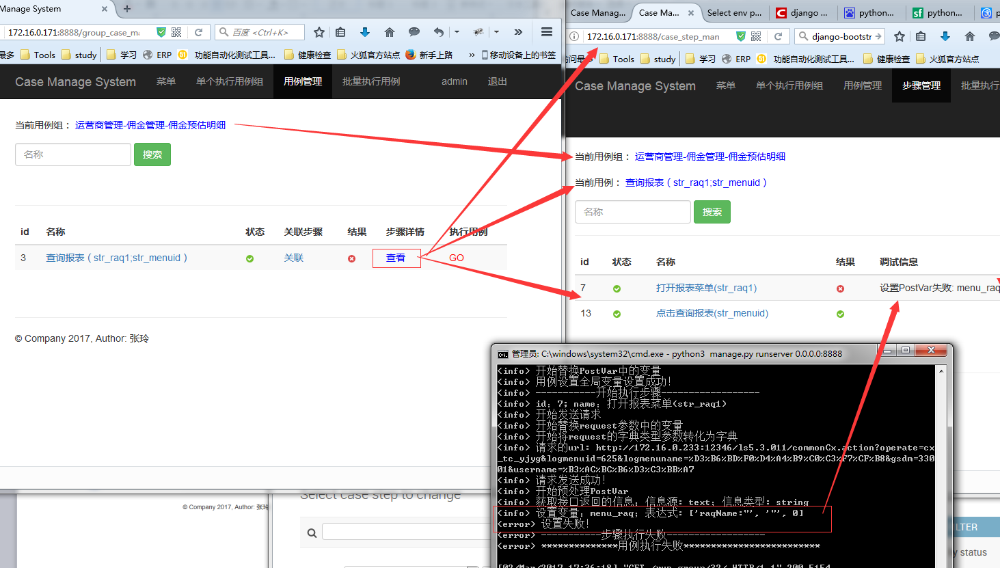 Manage System
172.16.0.171:8888/group_case_ma
百度 <Ctrl+K>
最多 Tools study 学习 ERP 功能自动化测试工具... 健康检查 火狐官方站点 新手上路 » 移动设备上的书签
Case Manage System 菜单 单个执行用例组 用例管理 批量执行用例 admin 退出
当前用例组： 运营商管理-佣金管理-佣金预估明细
名称 搜索
id 名称 状态 关联步骤 结果 步骤详情 执行用例
3 查询报表（str_raq1;str_menuid） 关联 查看 GO
© Company 2017, Author: 张玲
Case Manag... Case Ma... Select env p... django ... python... python...
172.16.0.171:8888/case_step_man
django-bootstr
访问最多 Tools study 学习 ERP 功能自动化测试工具... 健康检查 火狐官方站点
Case Manage System 菜单 单个执行用例组 用例管理 步骤管理 批量执行
当前用例组： 运营商管理-佣金管理-佣金预估明细
当前用例： 查询报表（str_raq1;str_menuid）
名称 搜索
id 状态 名称 结果 调试信息
7 打开报表菜单(str_raq1) 设置PostVar失败: menu_raq
13 点击查询报表(str_menuid)
管理员: C:\windows\system32\cmd.exe - python3 manage.py runserver 0.0.0.0:8888
<info> 开始替换PostVar中的变量
<info> 用例设置全局变量设置成功!
<info> -----------开始执行步骤------------------
<info> id: 7; name: 打开报表菜单(str_raq1)
<info> 开始发送请求
<info> 开始替换request参数中的变量
<info> 开始将request的字典类型参数转化为字典
<info> 请求的url: http://172.16.0.233:12346/ls5.3.011/commonCx.action?operate=cx
_tc_yjyg&logmenuid=625&logmenuname=%D3%B6%BD%F0%D4%A4%B9%C0%C3%F7%CF%B8&gsdm=330
01&username=%B3%AC%BC%B6%D3%C3%BB%A7
<info> 请求发送成功!
<info> 开始预处理PostVar
<info> 获取接口返回的信息; 信息源: text; 信息类型: string
<info> 设置变量: menu_raq; 表达式: ['raqName:"', '"', 0]
<error> 设置失败!
<error> -----------步骤执行失败------------------
<error> **************用例执行失败*************************
[02/Mar/2017 17:36:18] "GET /run_group/32/ HTTP/1.1" 200 5154
Select case step to change
© Company 2017, Author: 张玲
LTER
y status